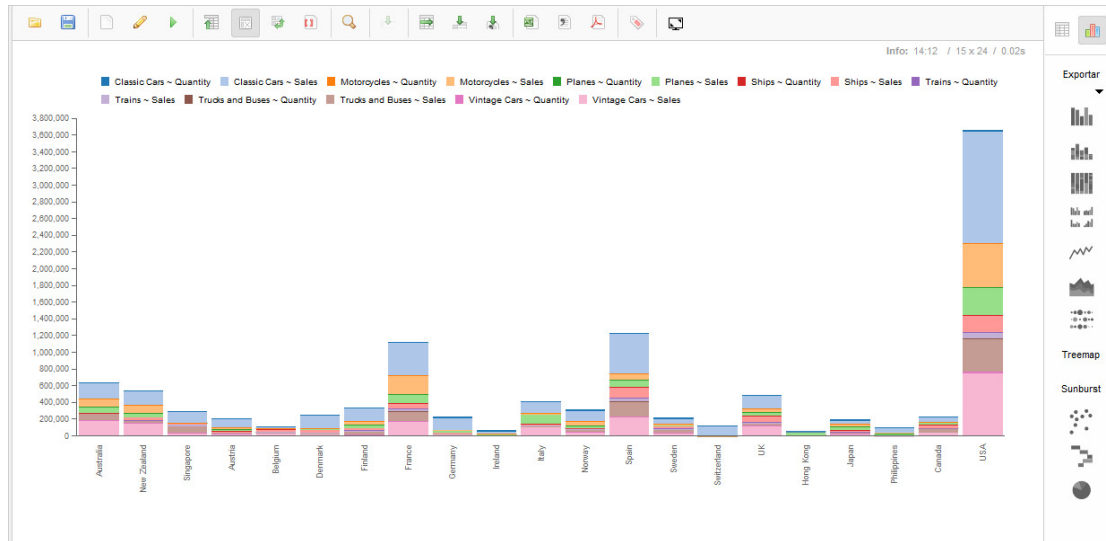 Info: 14:12 / 15 x 24 / 0.02s
Exportar
Classic Cars ~ Quantity Classic Cars ~ Sales Motorcycles ~ Quantity Motorcycles ~ Sales Planes ~ Quantity Planes ~ Sales Ships ~ Quantity Ships ~ Sales Trains ~ Quantity
Trains ~ Sales Trucks and Buses ~ Quantity Trucks and Buses ~ Sales Vintage Cars ~ Quantity Vintage Cars ~ Sales
3,800,000
3,600,000
3,400,000
3,200,000
3,000,000
2,800,000
2,600,000
2,400,000
2,200,000
2,000,000
1,800,000
1,600,000
1,400,000
1,200,000
1,000,000
800,000
600,000
400,000
200,000
0
Australia
New Zealand
Singapore
Austria
Belgium
Denmark
Finland
France
Germany
Ireland
Italy
Norway
Spain
Sweden
Switzerland
UK
Hong Kong
Japan
Philippines
Canada
USA
Treemap
Sunburst